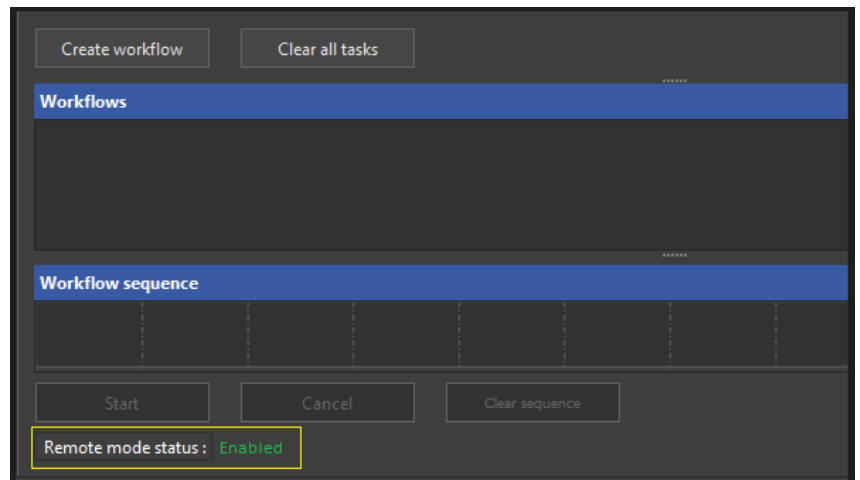 Create workflow Clear all tasks
Workflows
Workflow sequence
Start Cancel Clear sequence
Remote mode status : Enabled